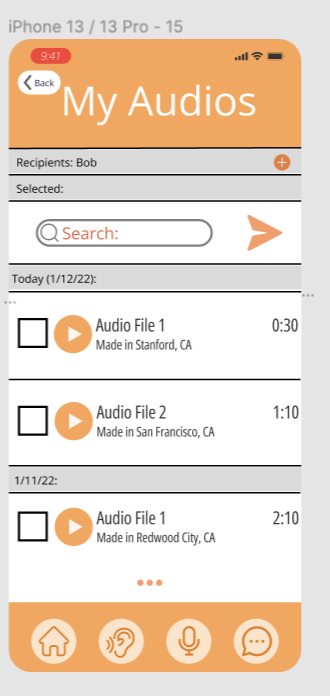 iPhone 13 / 13 Pro - 15
9:41
Back
My Audios
Recipients: Bob
Selected:
Search:
Today (1/12/22):
Audio File 1 0:30
Made in Stanford, CA
Audio File 2 1:10
Made in San Francisco, CA
1/11/22:
Audio File 1 2:10
Made in Redwood City, CA